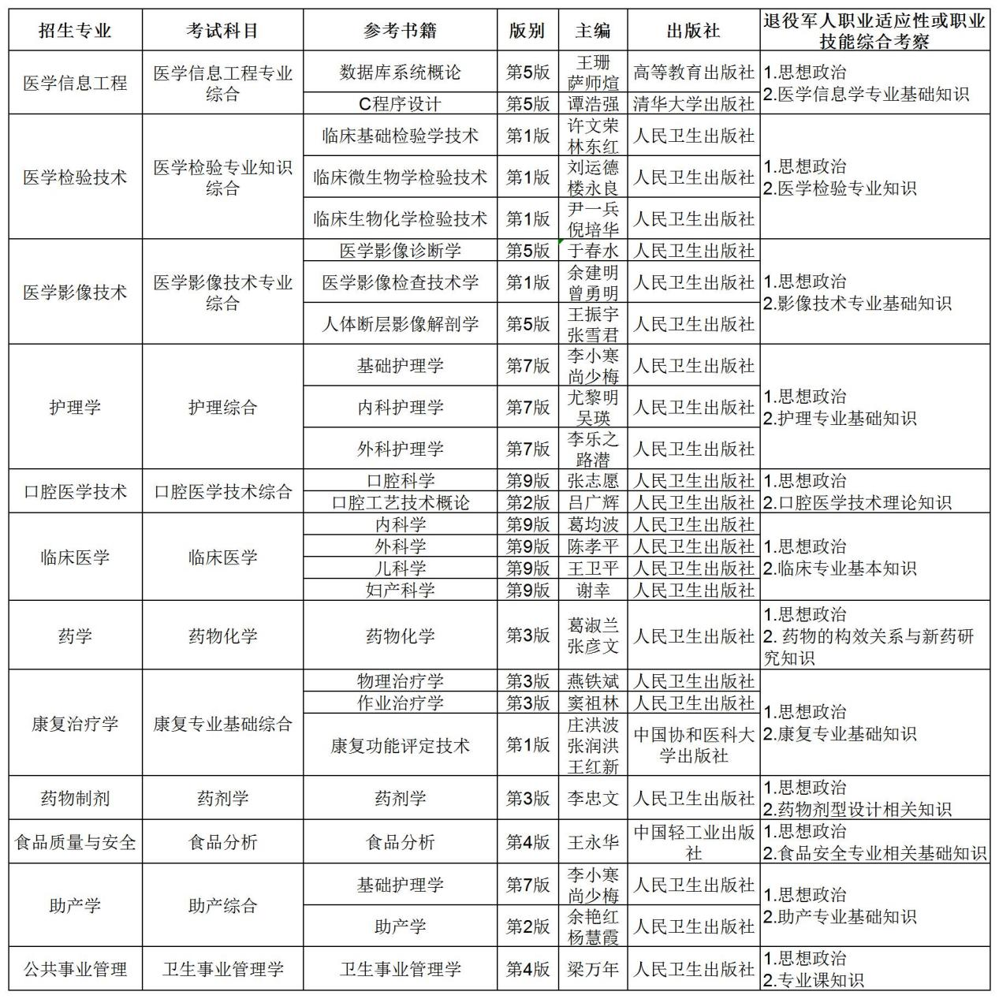 招生专业 考试科目 参考书籍 版别 主编 出版社 退役军人职业适应性或职业
技能综合考察
医学信息工程 医学信息工程专业
综合 数据库系统概论 第5版 王珊
萨师煊 高等教育出版社 1.思想政治
2.医学信息学专业基础知识
C程序设计 第5版 谭浩强 清华大学出版社
医学检验技术 医学检验专业知识
综合 临床基础检验学技术 第1版 许文荣
林东红 人民卫生出版社 1.思想政治
2.医学检验专业知识
临床微生物学检验技术 第1版 刘运德
楼永良 人民卫生出版社
临床生物化学检验技术 第1版 尹一兵
倪培华 人民卫生出版社
医学影像技术 医学影像技术专业
综合 医学影像诊断学 第5版 于春水 人民卫生出版社 1.思想政治
2.影像技术专业基础知识
医学影像检查技术学 第1版 余建明
曾勇明 人民卫生出版社
人体断层影像解剖学 第5版 王振宇
张雪君 人民卫生出版社
护理学 护理综合 基础护理学 第7版 李小寒
尚少梅 人民卫生出版社 1.思想政治
2.护理专业基础知识
内科护理学 第7版 尤黎明
吴瑛 人民卫生出版社
外科护理学 第7版 李乐之
路潜 人民卫生出版社
口腔医学技术 口腔医学技术综合 口腔科学 第9版 张志愿 人民卫生出版社 1.思想政治
2.口腔医学技术理论知识
口腔工艺技术概论 第2版 吕广辉 人民卫生出版社
临床医学 临床医学 内科学 第9版 葛均波 人民卫生出版社 1.思想政治
2.临床专业基本知识
外科学 第9版 陈孝平 人民卫生出版社
儿科学 第9版 王卫平 人民卫生出版社
妇产科学 第9版 谢幸 人民卫生出版社
药学 药物化学 药物化学 第3版 葛淑兰
张彦文 人民卫生出版社 1.思想政治
2. 药物的构效关系与新药研
究知识
康复治疗学 康复专业基础综合 物理治疗学 第3版 燕铁斌 人民卫生出版社 1.思想政治
2.康复专业基础知识
作业治疗学 第3版 窦祖林 人民卫生出版社
康复功能评定技术 第1版 庄洪波
张润洪
王红新 中国协和医科大
学出版社
药物制剂 药剂学 药剂学 第3版 李忠文 人民卫生出版社 1.思想政治
2.药物剂型设计相关知识
食品质量与安全 食品分析 食品分析 第4版 王永华 中国轻工业出版
社 1.思想政治
2.食品安全专业相关基础知识
助产学 助产综合 基础护理学 第7版 李小寒
尚少梅 人民卫生出版社 1.思想政治
2.助产专业基础知识
助产学 第2版 余艳红
杨慧霞 人民卫生出版社
公共事业管理 卫生事业管理学 卫生事业管理学 第4版 梁万年 人民卫生出版社 1.思想政治
2.专业课知识